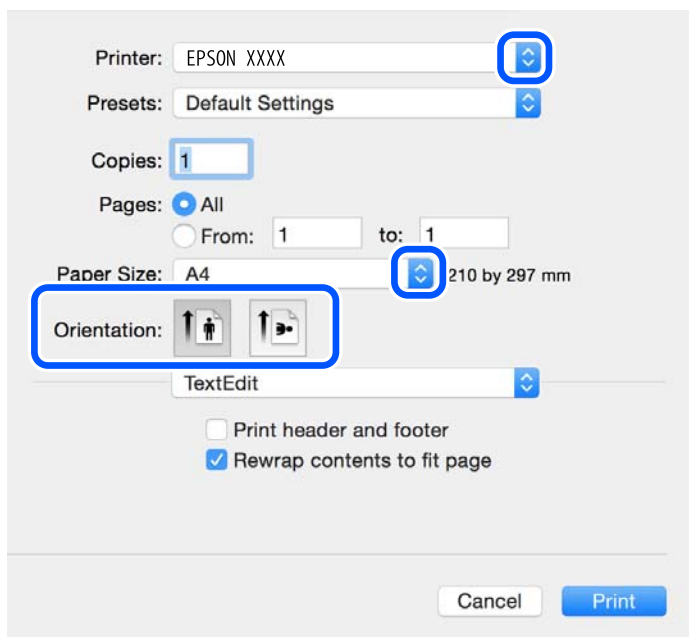 Printer: EPSON XXXX
Presets: Default Settings
Copies: 1
Pages: All
From: 1 to: 1
Paper Size: A4 210 by 297 mm
Orientation:
TextEdit
Print header and footer
Rewrap contents to fit page
Cancel Print